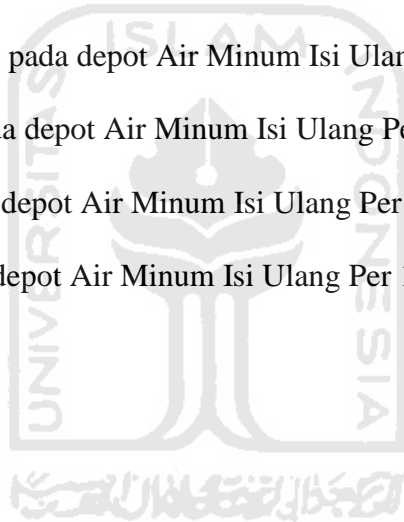 ISLAM
pada depot Air Minum Isi Ulan
a depot Air Minum Isi Ulang Pe
depot Air Minum Isi Ulang Per
depot Air Minum Isi Ulang Per 1
UNIVERSITAS
INDONESIA